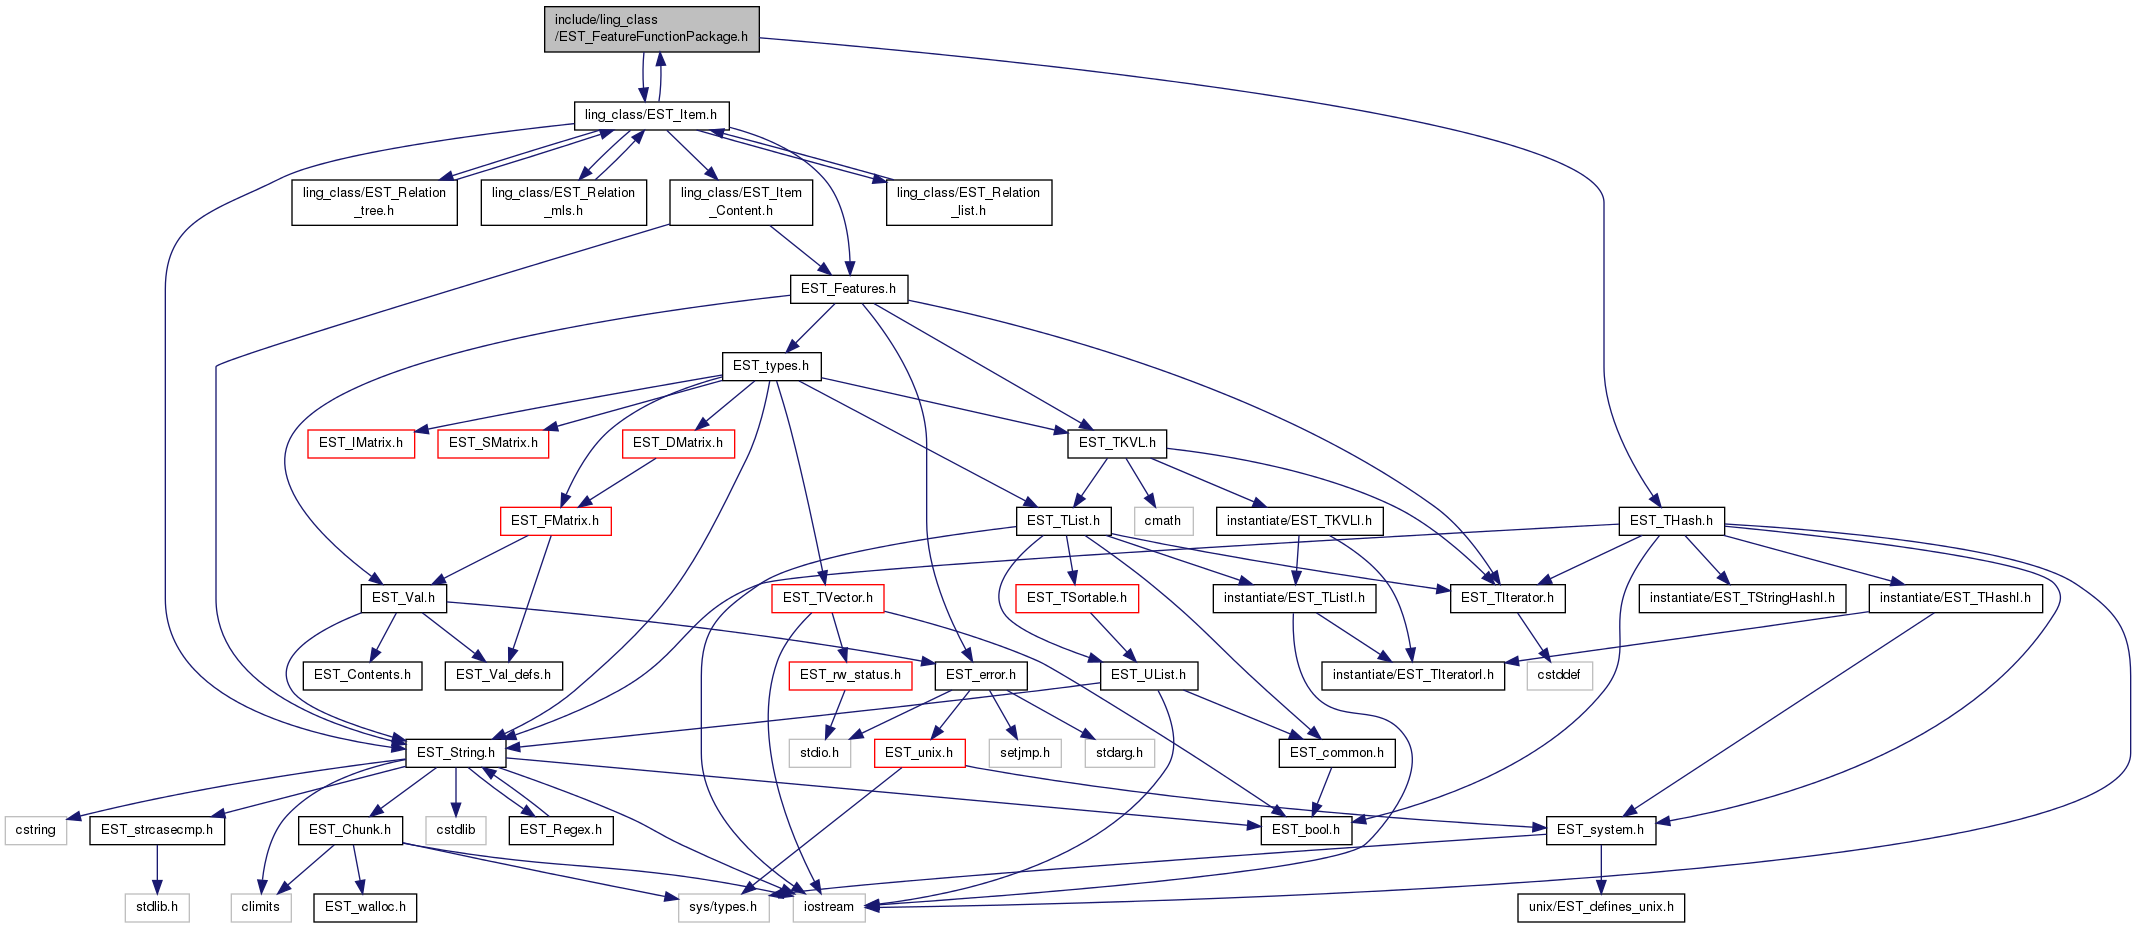 include/ling_class
/EST_FeatureFunctionPackage.h
ling_class/EST_Item.h
ling_class/EST_Relation
_tree.h
ling_class/EST_Relation
_mls.h
ling_class/EST_Item
_Content.h
ling_class/EST_Relation
_list.h
EST_Features.h
EST_types.h
EST_IMatrix.h
EST_SMatrix.h
EST_DMatrix.h
EST_TKVL.h
EST_FMatrix.h
EST_TList.h
cmath
instantiate/EST_TKVLI.h
EST_THash.h
EST_Val.h
EST_TVector.h
EST_TSortable.h
instantiate/EST_TListI.h
EST_TIterator.h
instantiate/EST_TStringHashI.h
instantiate/EST_THashI.h
EST_Contents.h
EST_Val_defs.h
EST_rw_status.h
EST_error.h
EST_UList.h
instantiate/EST_TIteratorI.h
cstddef
EST_String.h
stdio.h
EST_unix.h
setjmp.h
stdarg.h
EST_common.h
cstring
EST_strcasecmp.h
EST_Chunk.h
cstdlib
EST_Regex.h
EST_bool.h
EST_system.h
stdlib.h
climits
EST_walloc.h
sys/types.h
iostream
unix/EST_defines_unix.h